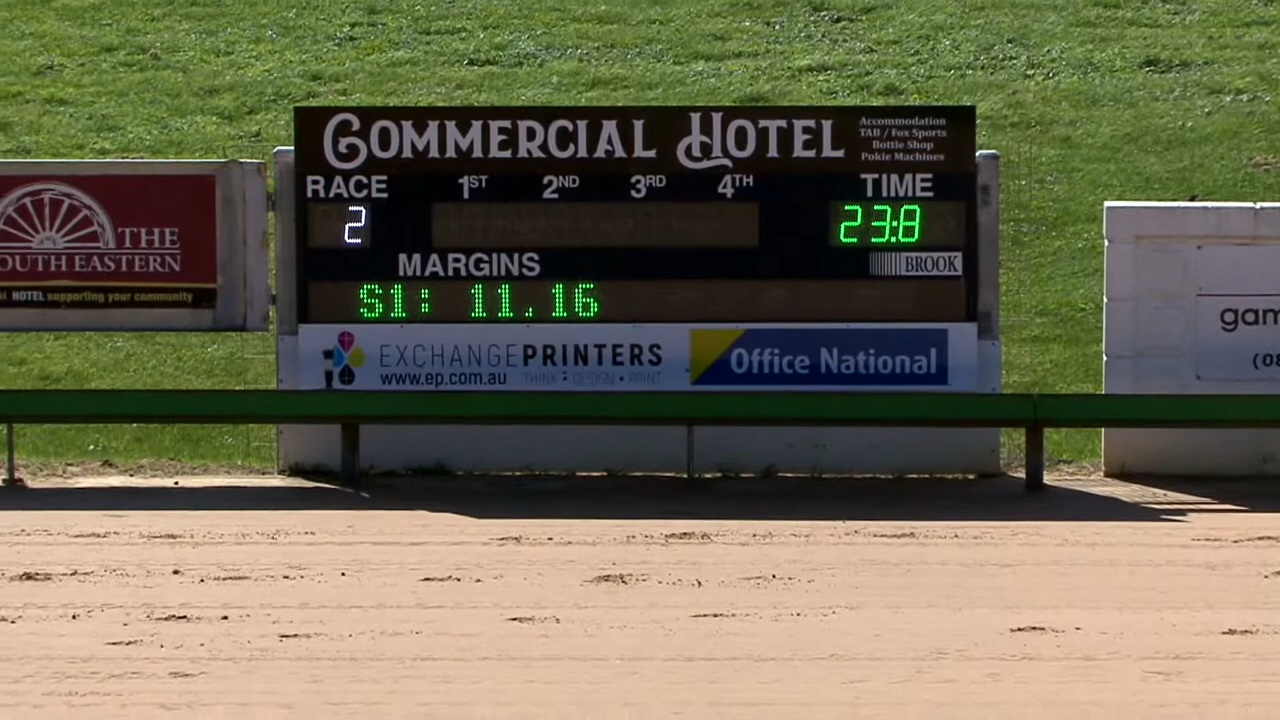 COMMERCIAL HOTEL
Accommodation
TAB / Fox Sports
Bottle Shop
Pokie Machines
RACE 1ST 2ND 3RD 4TH TIME
2 23:8
MARGINS
BROOK
S1: 11.16
EXCHANGEPRINTERS
www.ep.com.au THINK : DESIGN • PRINT
Office National
THE
OUTH EASTERN
HOTEL supporting your community
gam
(08